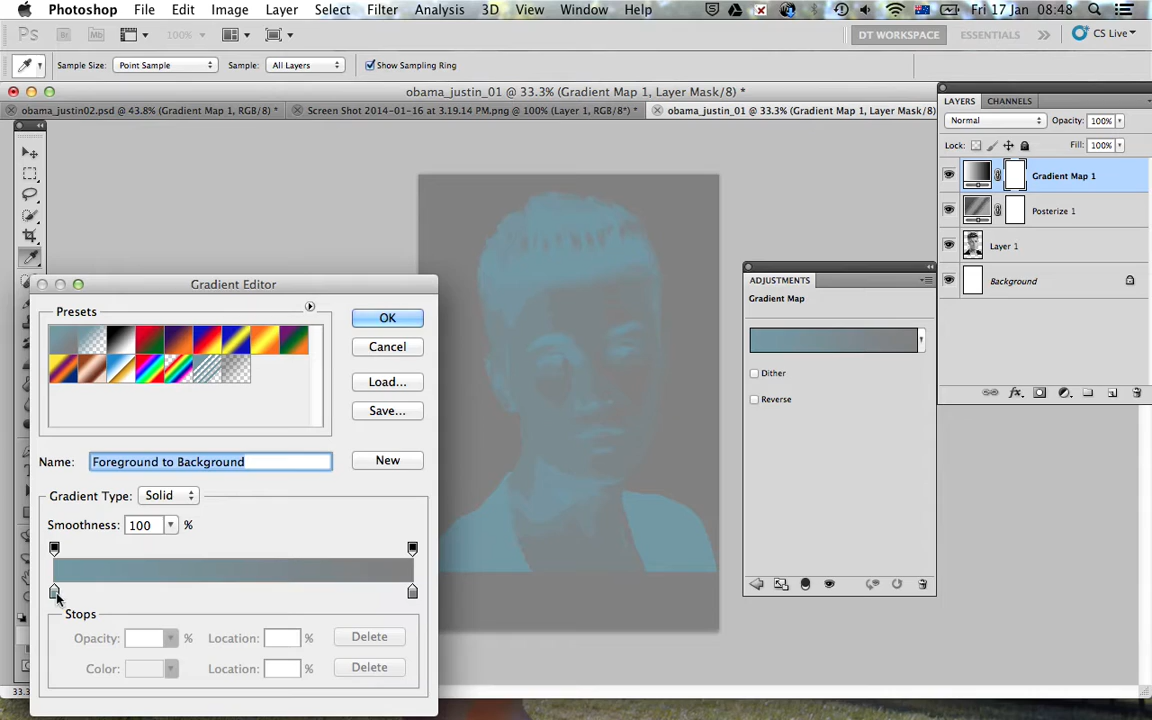 Photoshop File Edit Image Layer Select Filter Analysis 3D View Window Help Fri 17 Jan 08:48
Ps Br Mb 100% DT WORKSPACE ESSENTIALS CS Live
Sample Size: Point Sample Sample: All Layers Show Sampling Ring
obama_justin_01 @ 33.3% (Gradient Map 1, Layer Mask/8) *
obama_justin02.psd @ 43.8% (Gradient Map 1, RGB/8) * Screen Shot 2014-01-16 at 3.19.14 PM.png @ 100% (Layer 1, RGB/8*) * obama_justin_01 @ 33.3% (Gradient Map 1, Layer Mask/8)
LAYERS CHANNELS
Normal Opacity: 100%
Lock: Fill: 100%
Gradient Map 1
Posterize 1
Layer 1
Background
ADJUSTMENTS
Gradient Map
Dither
Reverse
Gradient Editor
Presets
OK
Cancel
Load...
Save...
Name: Foreground to Background New
Gradient Type: Solid
Smoothness: 100 %
Stops
Opacity: % Location: % Delete
Color: Location: % Delete
33.3